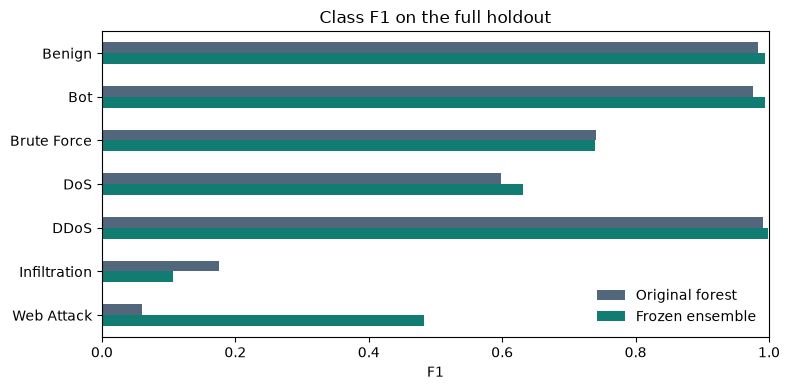 Class F1 on the full holdout
Benign
Bot
Brute Force
DoS
DDoS
Infiltration
Web Attack
Original forest
Frozen ensemble
0.0 0.2 0.4 0.6 0.8 1.0
F1